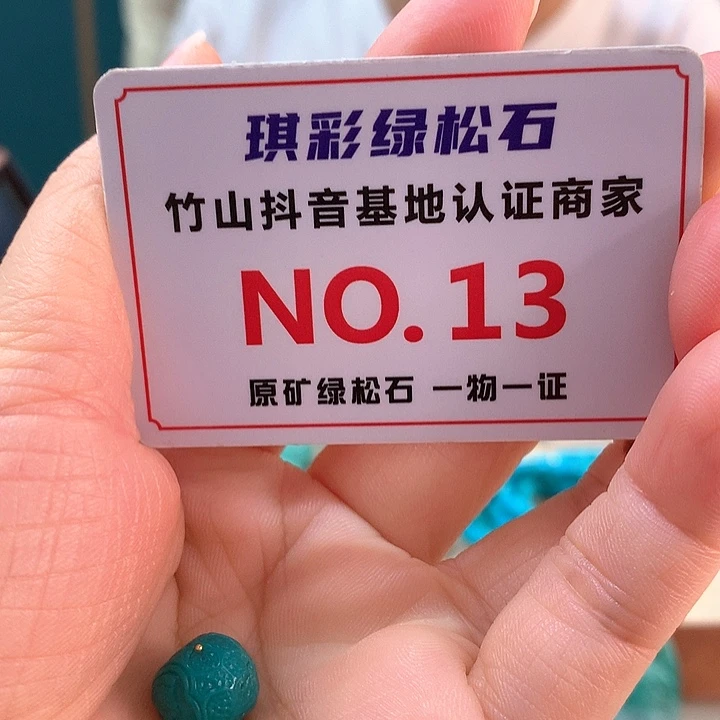 琪彩绿松石
竹山抖音基地认证商家
NO.13
原矿绿松石 一物一证